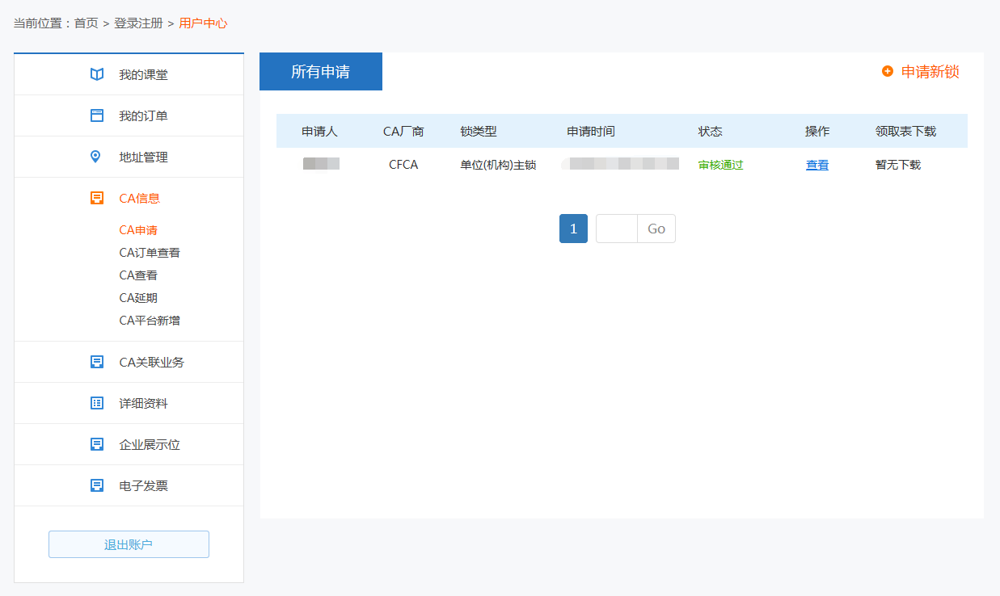 当前位置：首页 > 登录注册 > 用户中心
我的课堂
我的订单
地址管理
CA信息
CA申请
CA订单查看
CA查看
CA延期
CA平台新增
CA关联业务
详细资料
企业展示位
电子发票
退出账户
所有申请
申请新锁
申请人 CA厂商 锁类型 申请时间 状态 操作 领取表下载
CFCA 单位(机构)主锁 审核通过 查看 暂无下载
1 Go